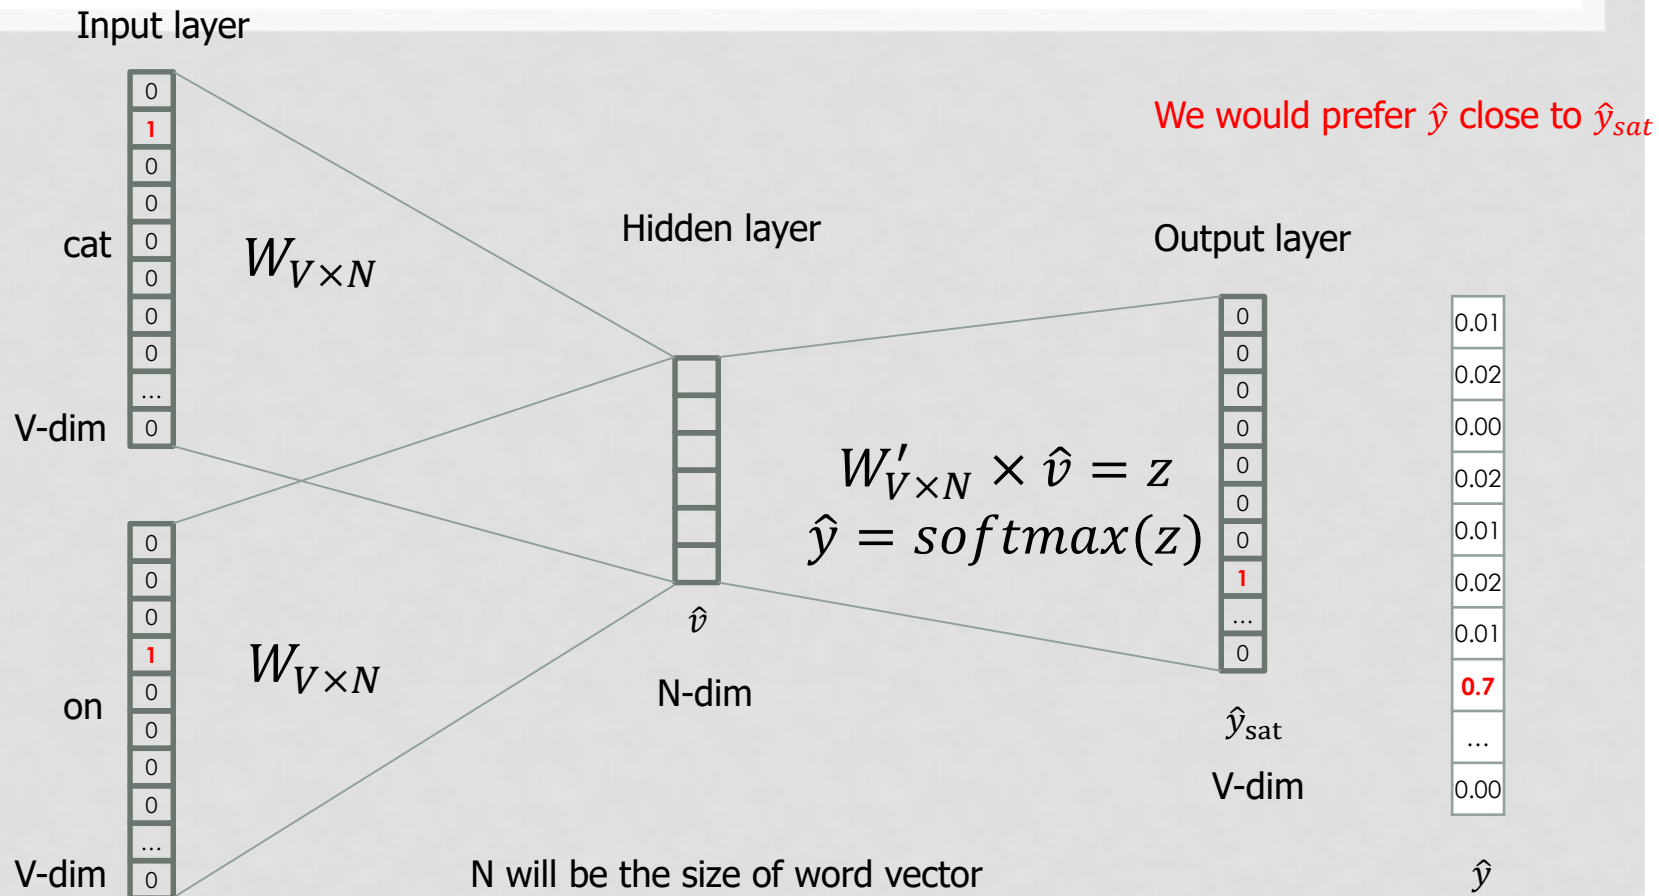 Input layer
We would prefer ŷ close to ŷ_sat
0
1
0
0
0
0
0
0
...
0
cat
V-dim
W_{V×N}
Hidden layer
Output layer
0
0
0
1
0
0
0
0
...
0
on
V-dim
W_{V×N}
v̂
N-dim
W′_{V×N} × v̂ = z
ŷ = softmax(z)
0
0
0
0
0
0
0
1
...
0
ŷ_sat
V-dim
0.01
0.02
0.00
0.02
0.01
0.02
0.01
0.7
...
0.00
ŷ
N will be the size of word vector